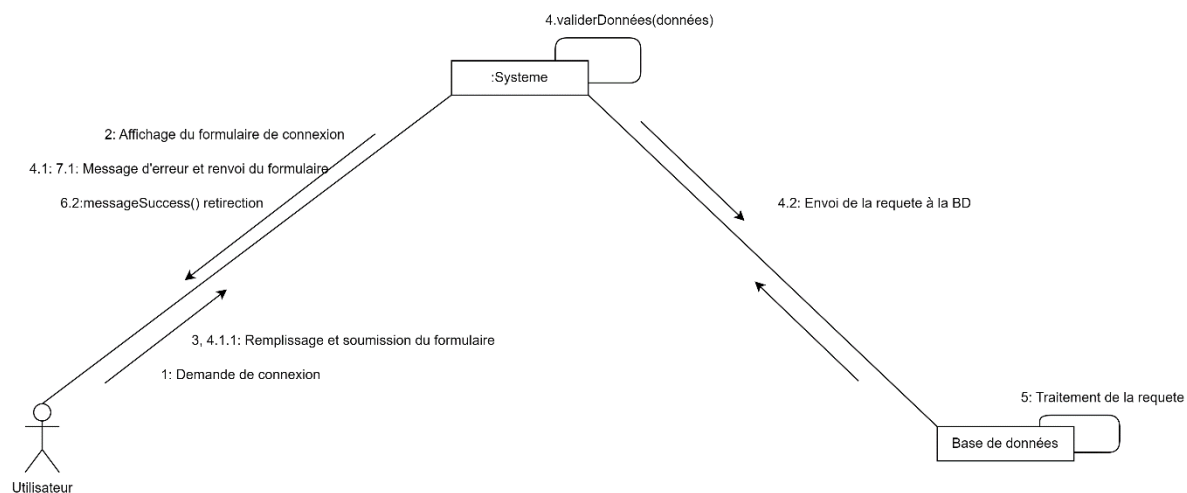 4.validerDonnées(données)
:Systeme
2: Affichage du formulaire de connexion
4.1: 7.1: Message d'erreur et renvoi du formulaire
6.2:messageSuccess() retirection
4.2: Envoi de la requete à la BD
3, 4.1.1: Remplissage et soumission du formulaire
1: Demande de connexion
5: Traitement de la requete
Base de données
Utilisateur